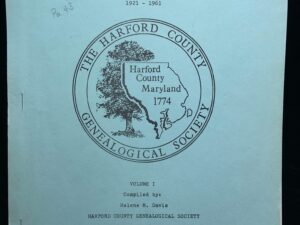 1921 - 1961
Pa 45
THE HARFORD COUNTY
GENEALOGICAL SOCIETY
Harford
County
Maryland
1774
VOLUME I
Compiled by:
Helene M. Davis
HARFORD COUNTY GENEALOGICAL SOCIETY